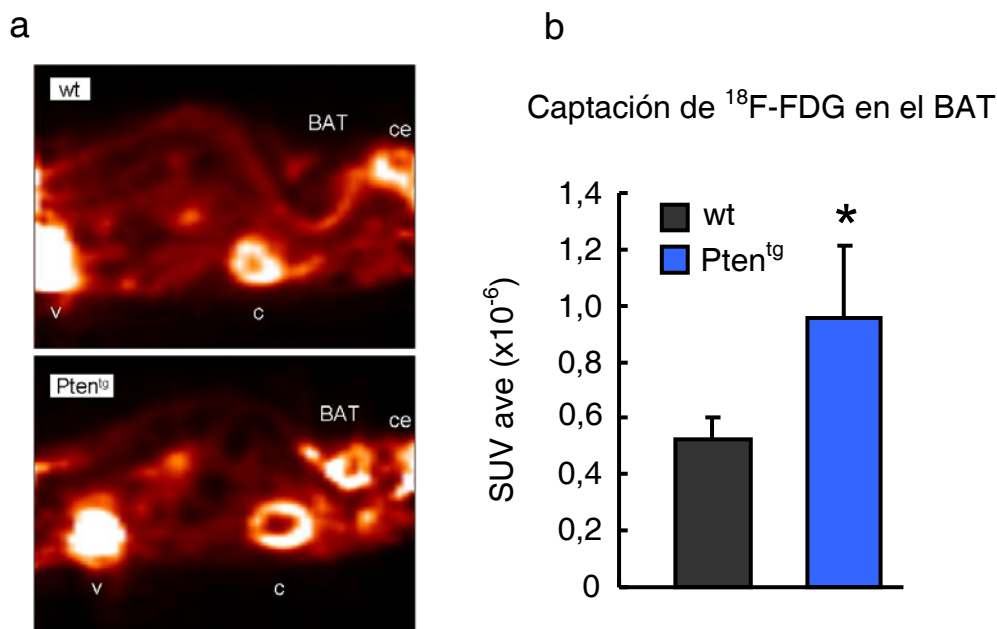 a
wt
BAT
ce
v
c
Pten^tg
BAT
ce
v
c
b
Captación de ^18F-FDG en el BAT
SUV ave (x10^-6)
1,4
1,2
1,0
0,8
0,6
0,4
0,2
0
wt
Pten^tg
*